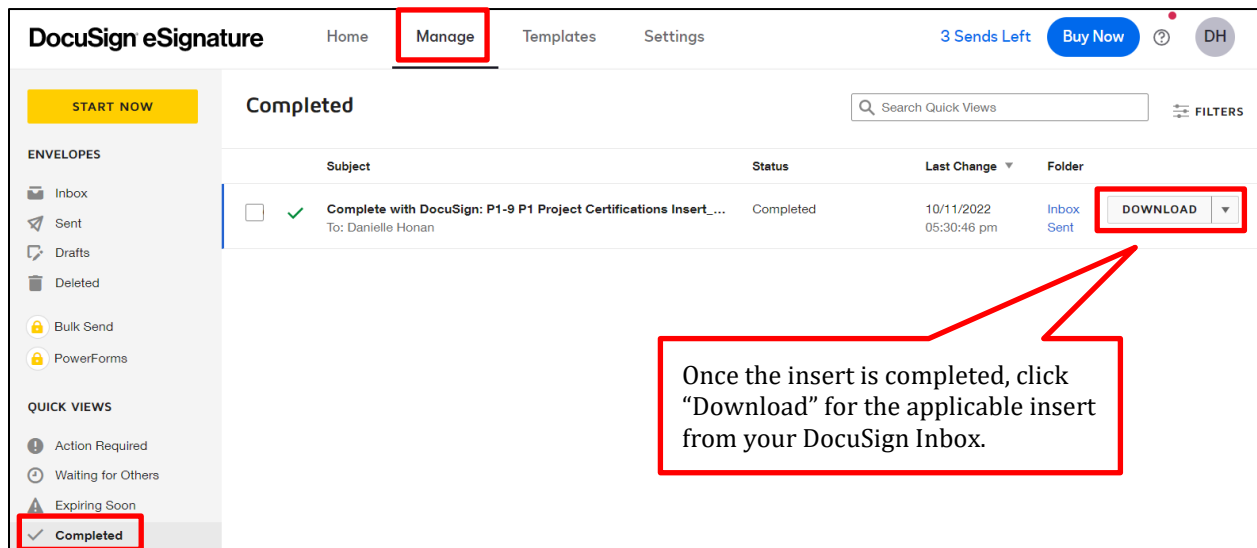 DocuSign eSignature Home Manage Templates Settings 3 Sends Left Buy Now ? DH
START NOW
Completed
Search Quick Views
FILTERS
ENVELOPES
Subject Status Last Change Folder
Inbox
Sent
Drafts
Deleted
Complete with DocuSign: P1-9 P1 Project Certifications Insert_... Completed 10/11/2022 Inbox DOWNLOAD
To: Danielle Honan 05:30:46 pm Sent
Bulk Send
PowerForms
QUICK VIEWS
Action Required
Waiting for Others
Expiring Soon
Completed
Once the insert is completed, click
“Download” for the applicable insert
from your DocuSign Inbox.